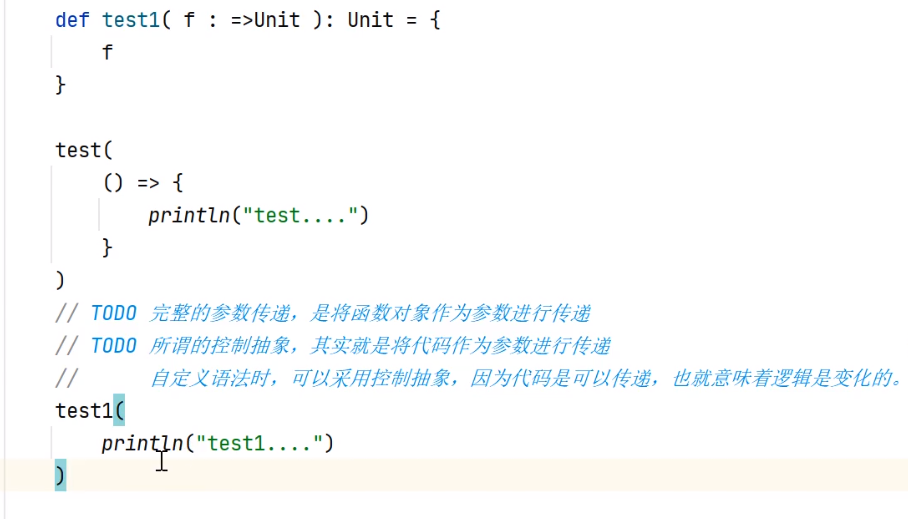 def test1( f : =>Unit ): Unit = {
f
}
test(
() => {
println("test....")
}
)
// TODO 完整的参数传递，是将函数对象作为参数进行传递
// TODO 所谓的控制抽象，其实就是将代码作为参数进行传递
// 自定义语法时，可以采用控制抽象，因为代码是可以传递，也就意味着逻辑是变化的。
test1(
println("test1....")
)